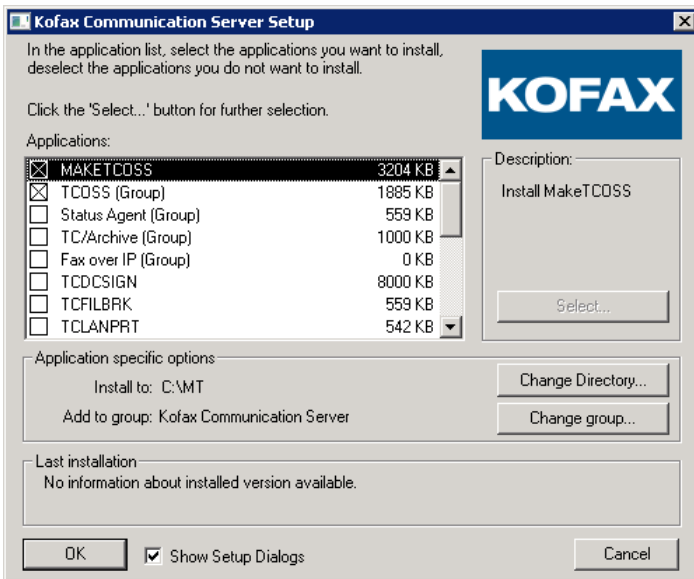 Kofax Communication Server Setup
In the application list, select the applications you want to install,
deselect the applications you do not want to install.
KOFAX
Click the 'Select...' button for further selection.
Applications:
MAKETCOSS 3204 KB
TCOSS (Group) 1885 KB
Status Agent (Group) 559 KB
TC/Archive (Group) 1000 KB
Fax over IP (Group) 0 KB
TCDCSIGN 8000 KB
TCFILBRK 559 KB
TCLANPRT 542 KB
Description:
Install MakeTCOSS
Select...
Application specific options
Install to: C:\MT
Change Directory...
Add to group: Kofax Communication Server
Change group...
Last installation
No information about installed version available.
OK
Show Setup Dialogs
Cancel